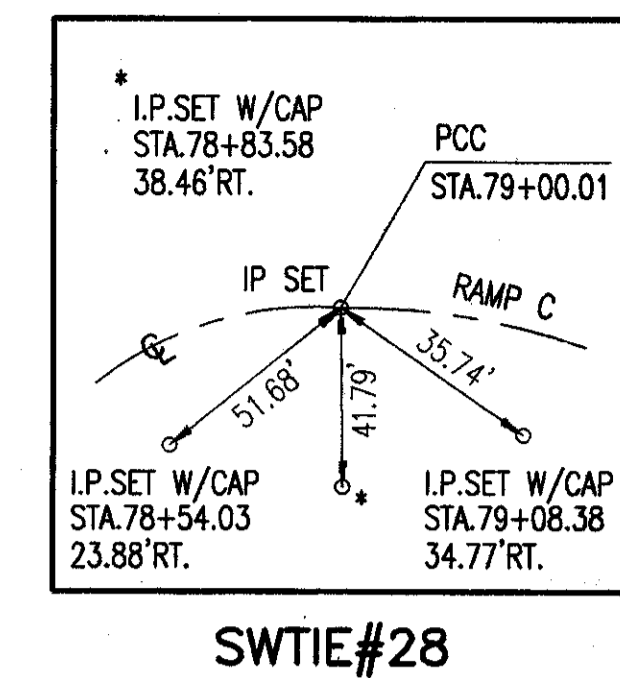 *
I.P.SET W/CAP
STA.78+83.58
38.46'RT.
PCC
STA.79+00.01
IP SET
RAMP C
℄
51.68'
41.79'
35.74'
I.P.SET W/CAP
STA.78+54.03
23.88'RT.
*
I.P.SET W/CAP
STA.79+08.38
34.77'RT.
SWTIE#28